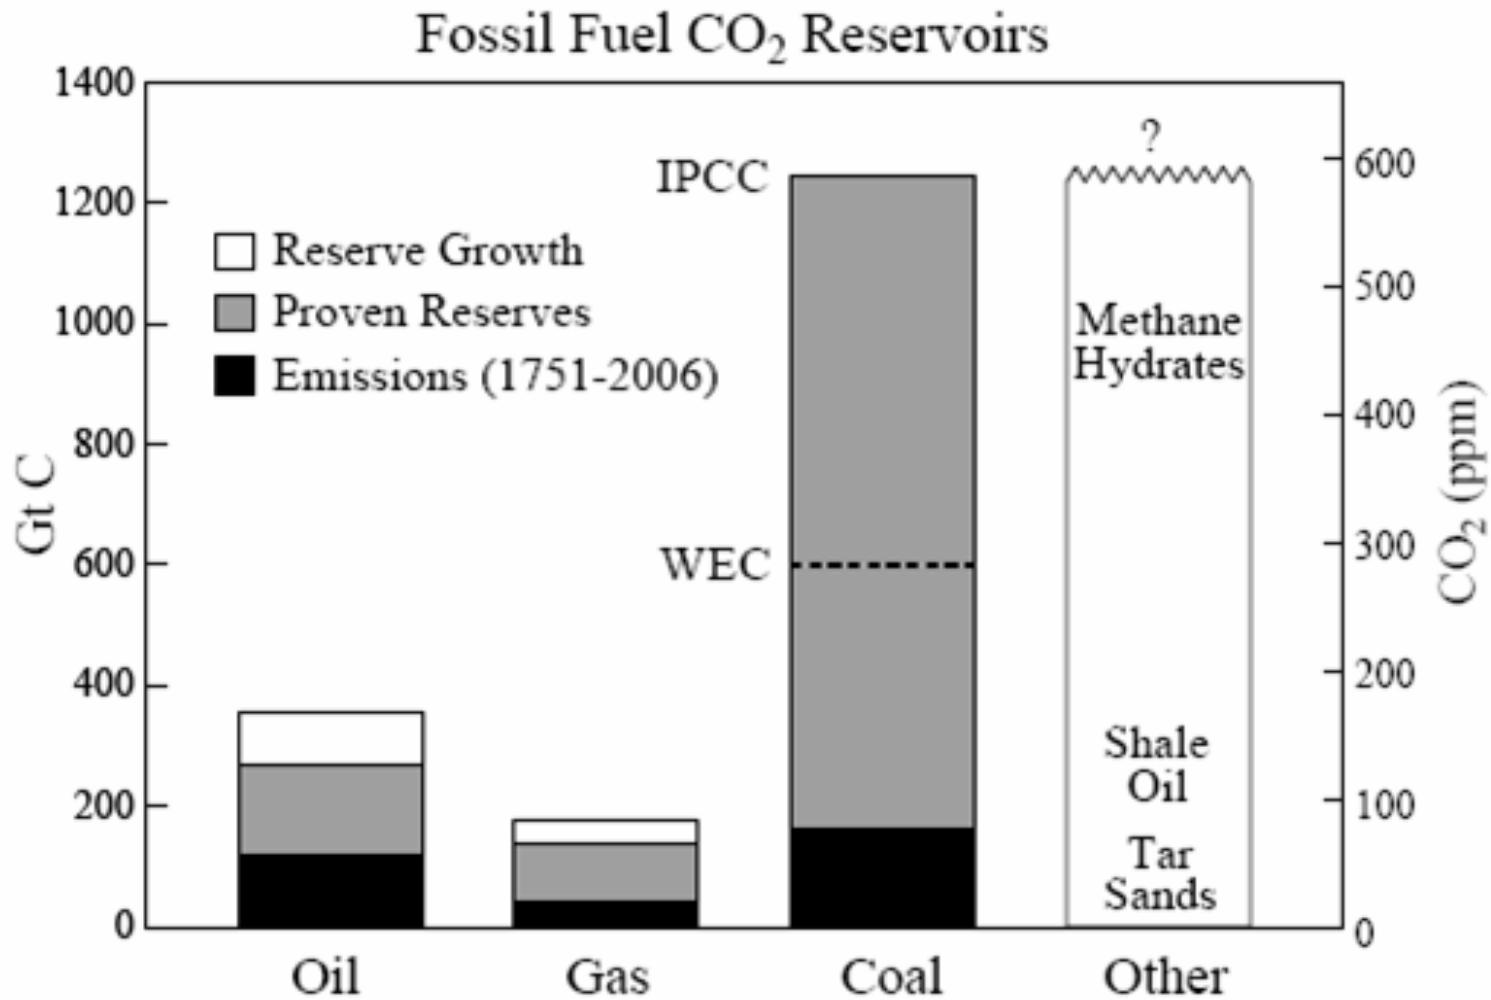 Fossil Fuel CO₂ Reservoirs
1400
1200
1000
800
600
400
200
0
Gt C
Reserve Growth
Proven Reserves
Emissions (1751-2006)
IPCC
WEC
?
Methane
Hydrates
Shale
Oil
Tar
Sands
600
500
400
300
200
100
0
CO₂ (ppm)
Oil
Gas
Coal
Other